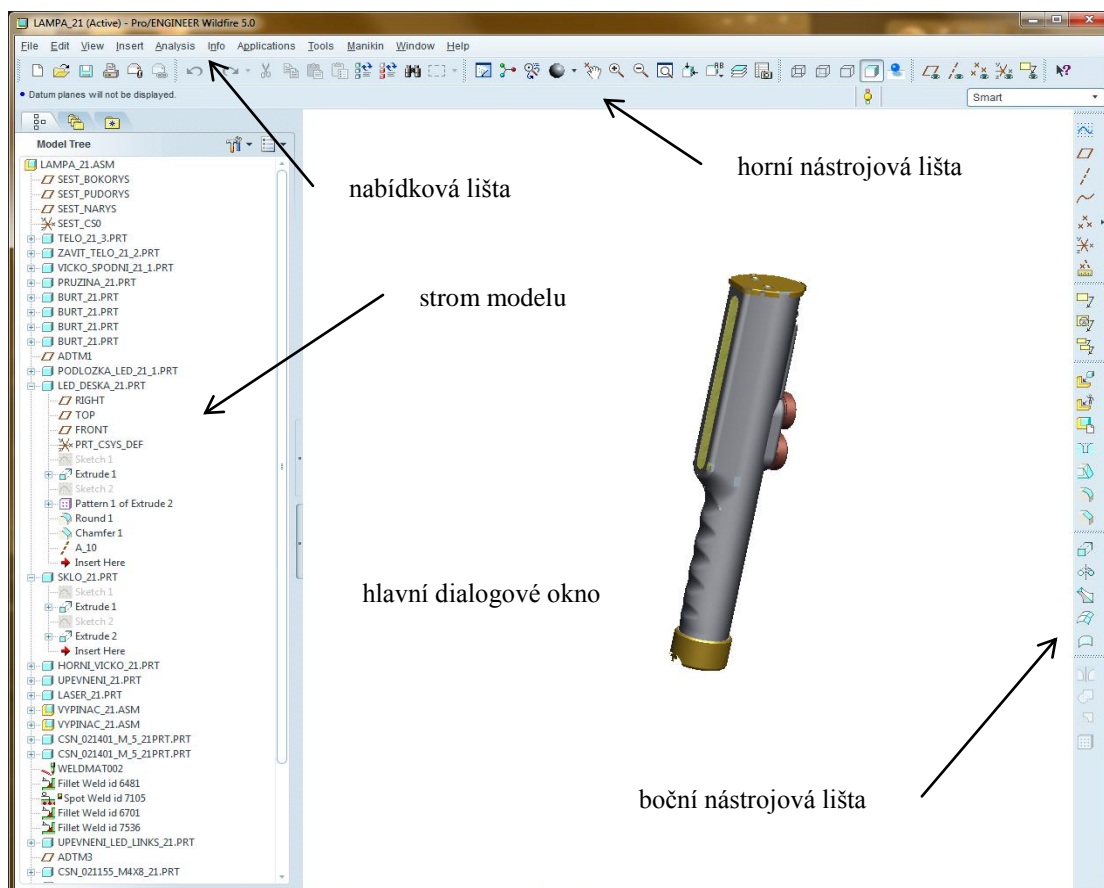 LAMPA_21 (Active) - Pro/ENGINEER Wildfire 5.0
File Edit View Insert Analysis Info Applications Tools Manikin Window Help
Datum planes will not be displayed.
Smart
Model Tree
LAMPA_21.ASM
SEST_BOKORYS
SEST_PUDORYS
SEST_NARYS
SEST_CS0
TELO_21_3.PRT
ZAVIT_TELO_21_2.PRT
VICKO_SPODNI_21_1.PRT
PRUZINA_21.PRT
BURT_21.PRT
BURT_21.PRT
BURT_21.PRT
BURT_21.PRT
ADTM1
PODLOZKA_LED_21_1.PRT
LED_DESKA_21.PRT
RIGHT
TOP
FRONT
PRT_CSYS_DEF
Sketch 1
Extrude 1
Sketch 2
Pattern 1 of Extrude 2
Round 1
Chamfer 1
A_10
Insert Here
SKLO_21.PRT
Sketch 1
Extrude 1
Sketch 2
Extrude 2
Insert Here
HORNI_VICKO_21.PRT
UPEVNENI_21.PRT
LASER_21.PRT
VYPINAC_21.ASM
VYPINAC_21.ASM
CSN_021401_M_5_21PRT.PRT
CSN_021401_M_5_21PRT.PRT
WELDMAT002
Fillet Weld id 6481
Spot Weld id 7105
Fillet Weld id 6701
Fillet Weld id 7536
UPEVNENI_LED_LINKS_21.PRT
ADTM3
CSN_021155_M4X8_21.PRT
nabídková lišta
horní nástrojová lišta
strom modelu
hlavní dialogové okno
boční nástrojová lišta